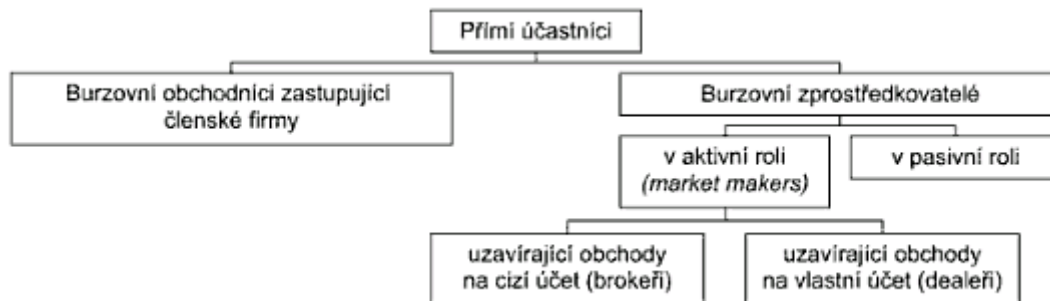 Přímí účastníci
Burzovní obchodníci zastupující
členské firmy
Burzovní zprostředkovatelé
v aktivní roli
(market makers)
v pasivní roli
uzavírající obchody
na cizí účet (brokeři)
uzavírající obchody
na vlastní účet (dealeři)